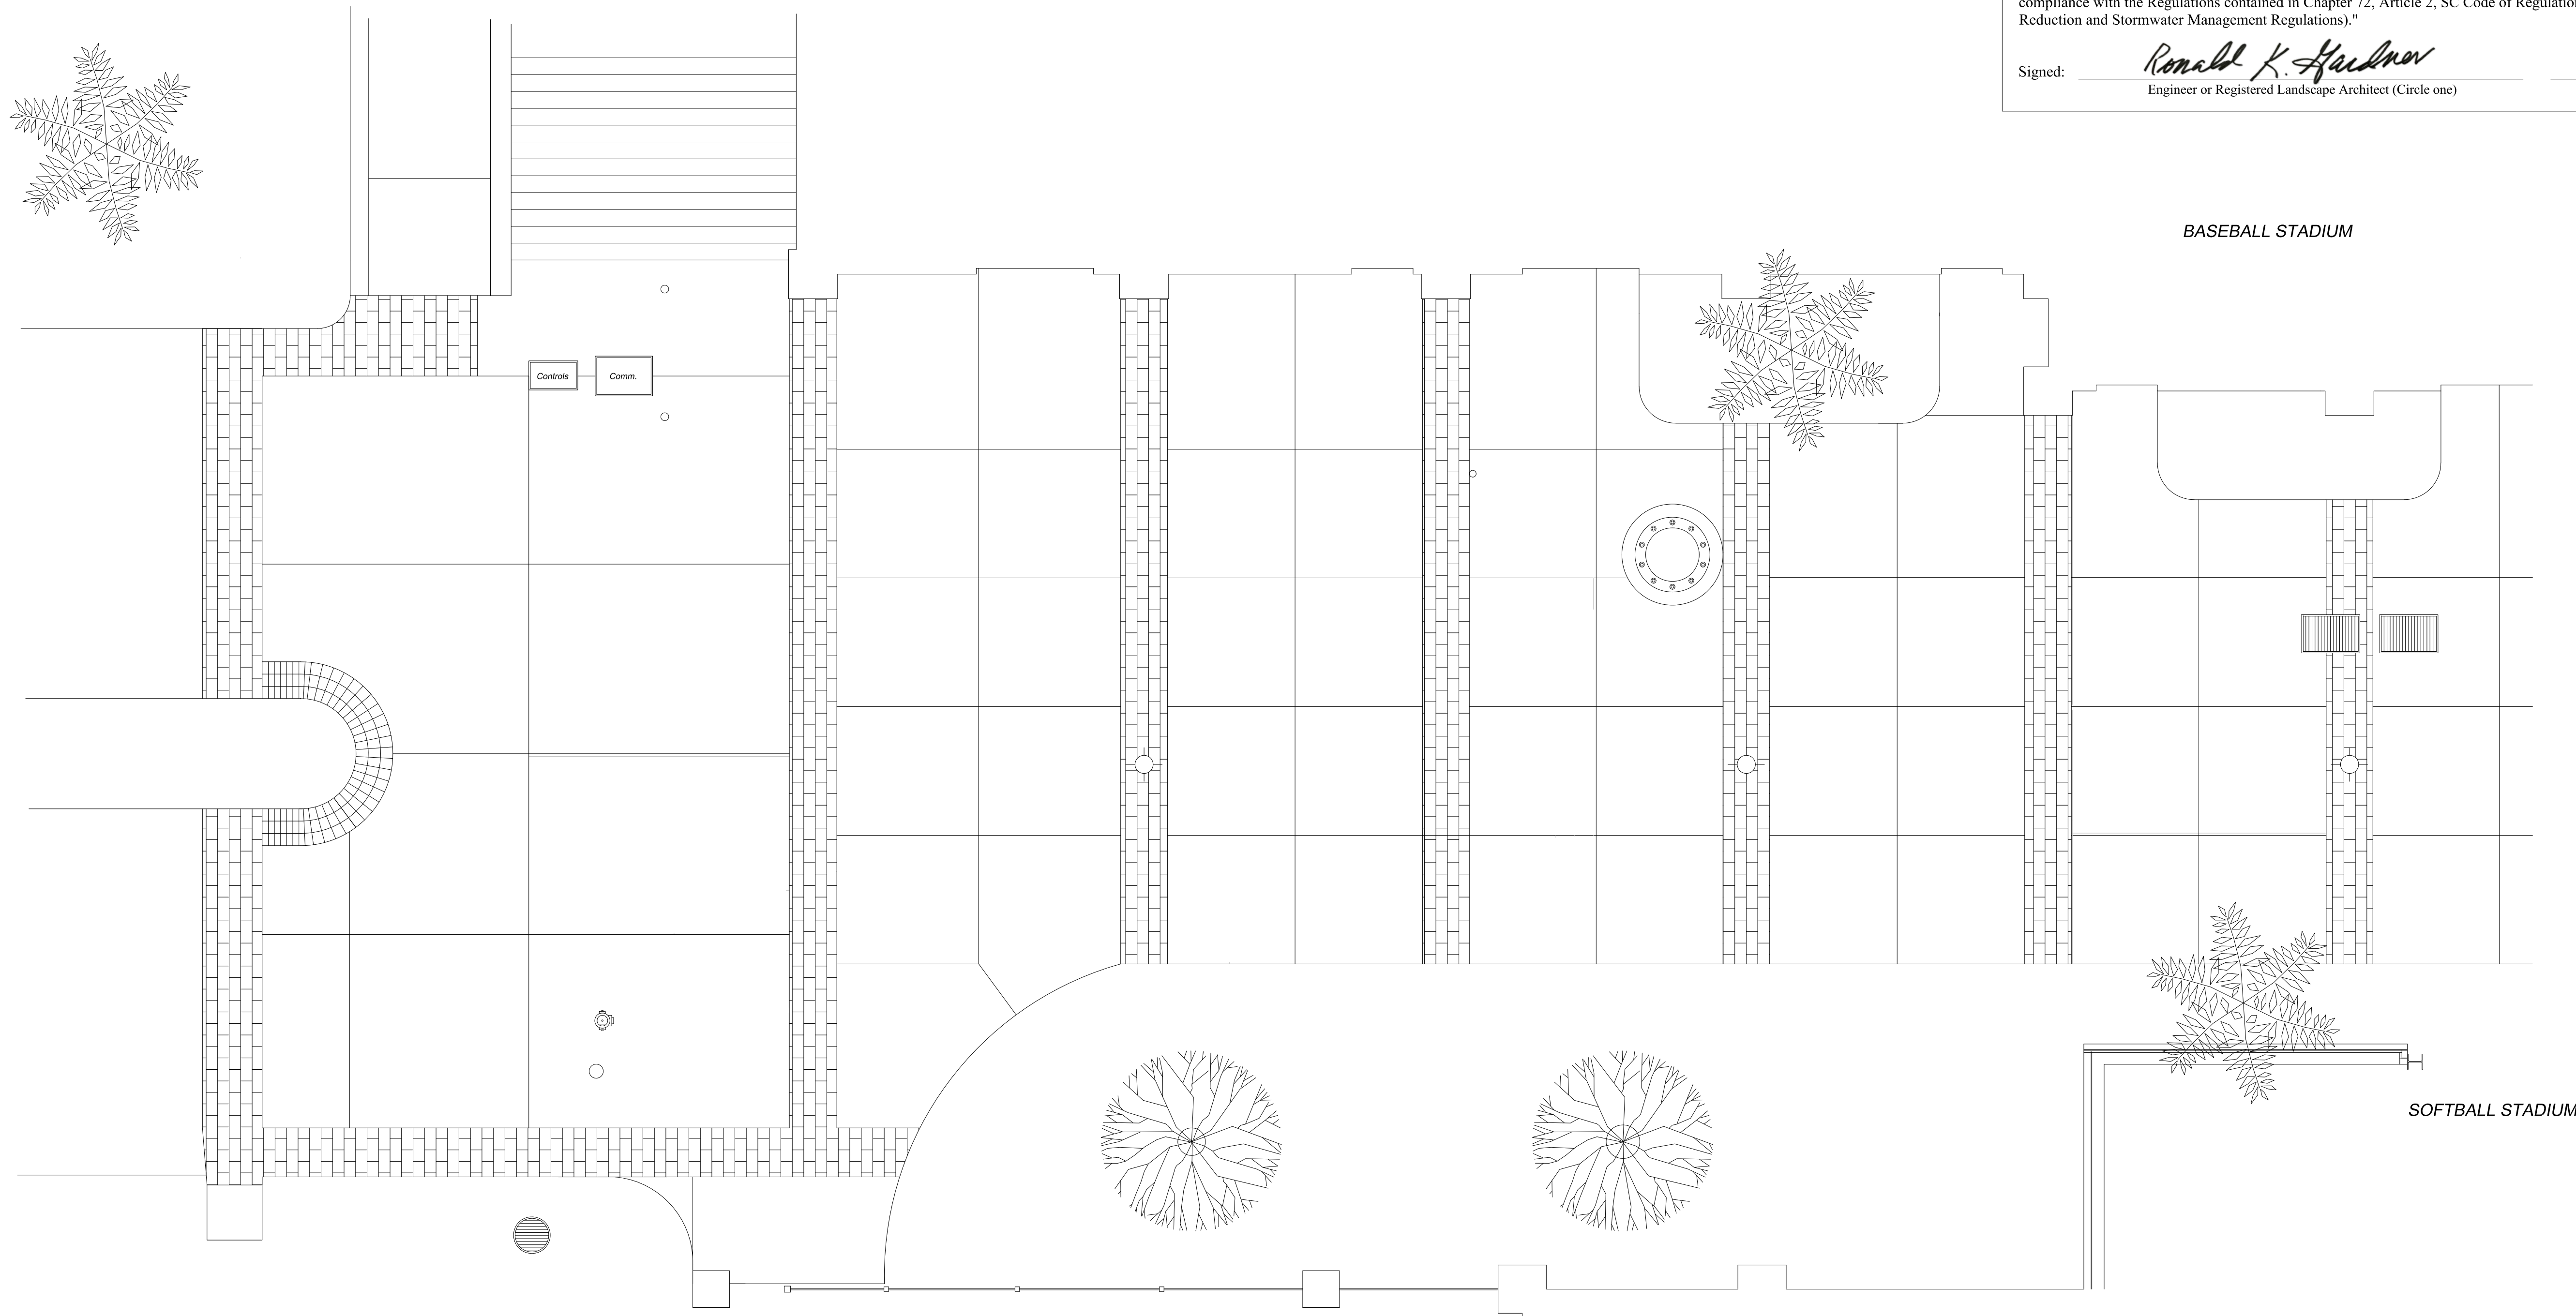 compliance with the Regulations contained in Chapter 72, Article 2, SC Code of Regulation
Reduction and Stormwater Management Regulations)."
Signed: Ronald K. Gardner
Engineer or Registered Landscape Architect (Circle one)
BASEBALL STADIUM
Controls
Comm.
SOFTBALL STADIUM